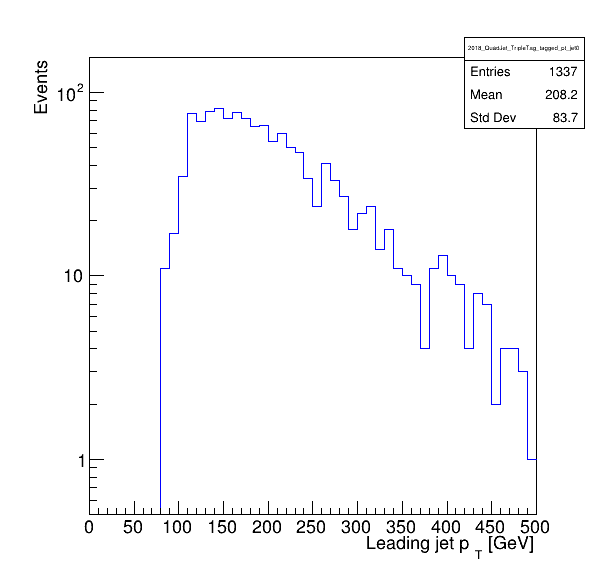 2018_QuadJet_TripleTag_tagged_pt_jet0
Entries 1337
Mean 208.2
Std Dev 83.7
Events
10²
10
1
0 50 100 150 200 250 300 350 400 450 500
Leading jet p_T [GeV]